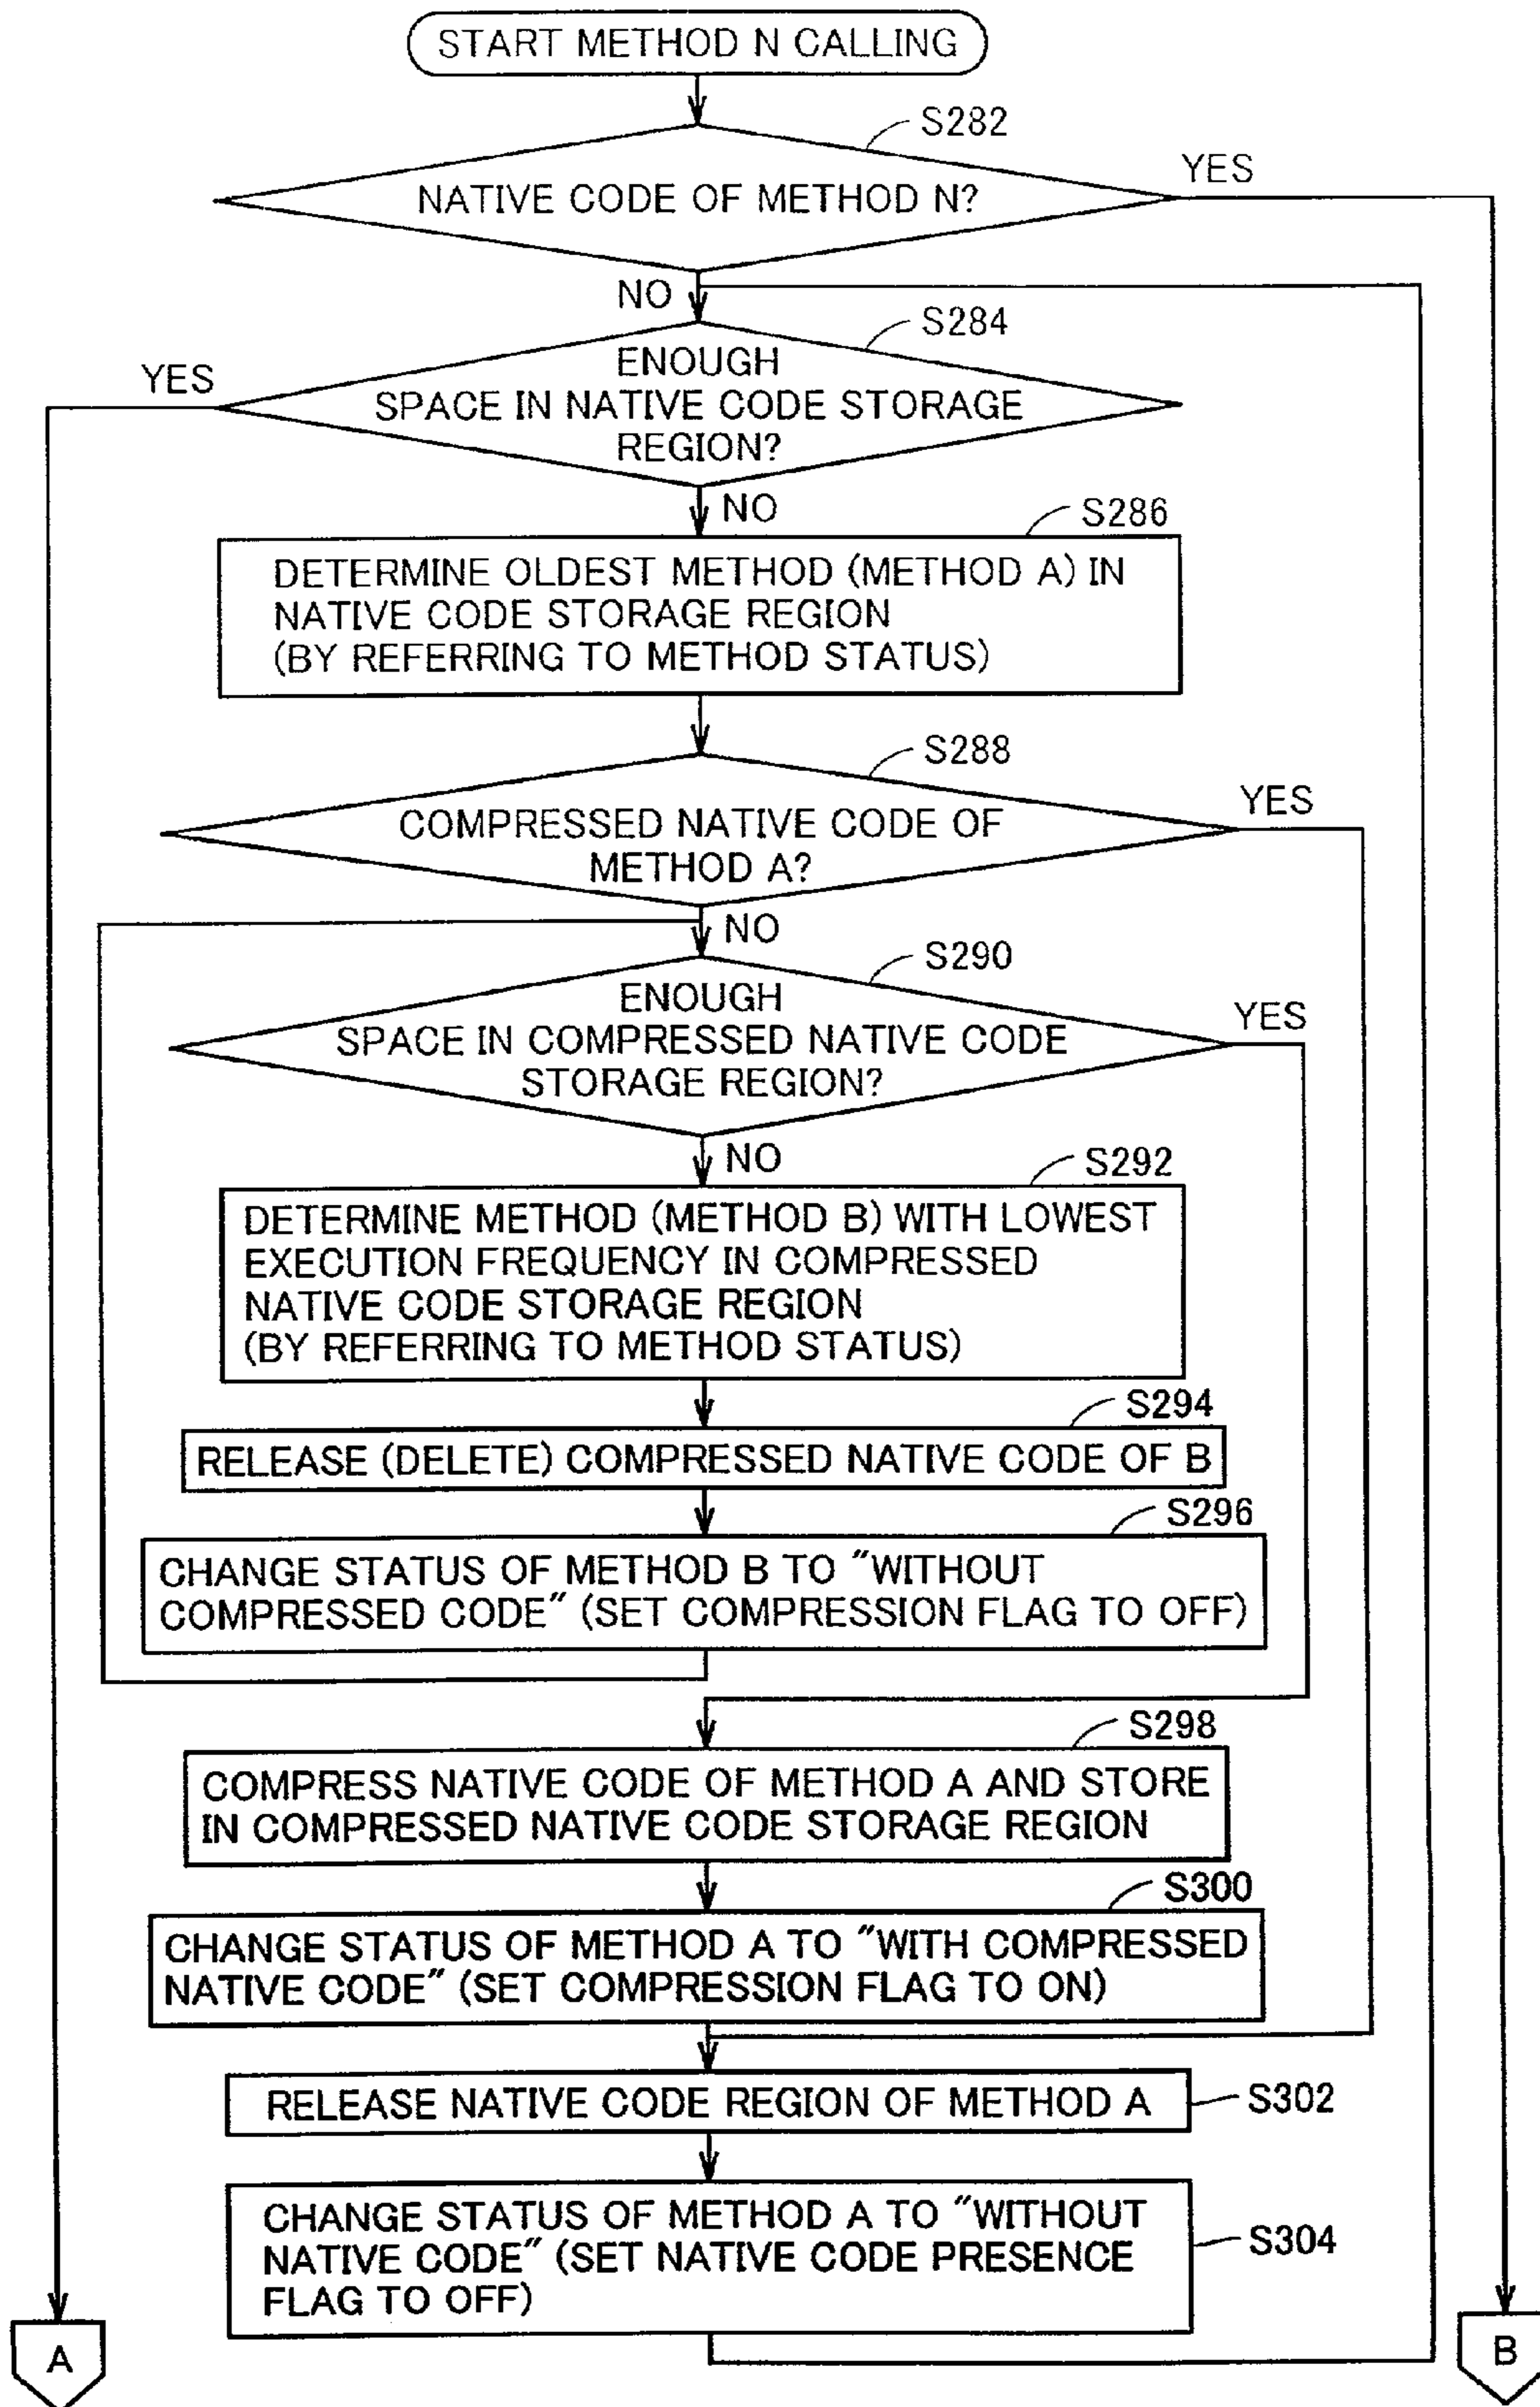 START METHOD N CALLING
S282
YES
NATIVE CODE OF METHOD N?
NO
S284
YES
ENOUGH
SPACE IN NATIVE CODE STORAGE
REGION?
NO
S286
DETERMINE OLDEST METHOD (METHOD A) IN
NATIVE CODE STORAGE REGION
(BY REFERRING TO METHOD STATUS)
S288
YES
COMPRESSED NATIVE CODE OF
METHOD A?
NO
S290
YES
ENOUGH
SPACE IN COMPRESSED NATIVE CODE
STORAGE REGION?
NO
S292
DETERMINE METHOD (METHOD B) WITH LOWEST
EXECUTION FREQUENCY IN COMPRESSED
NATIVE CODE STORAGE REGION
(BY REFERRING TO METHOD STATUS)
S294
RELEASE (DELETE) COMPRESSED NATIVE CODE OF B
S296
CHANGE STATUS OF METHOD B TO "WITHOUT
COMPRESSED CODE" (SET COMPRESSION FLAG TO OFF)
S298
COMPRESS NATIVE CODE OF METHOD A AND STORE
IN COMPRESSED NATIVE CODE STORAGE REGION
S300
CHANGE STATUS OF METHOD A TO "WITH COMPRESSED
NATIVE CODE" (SET COMPRESSION FLAG TO ON)
RELEASE NATIVE CODE REGION OF METHOD A
S302
CHANGE STATUS OF METHOD A TO "WITHOUT
NATIVE CODE" (SET NATIVE CODE PRESENCE
FLAG TO OFF)
S304
A
B